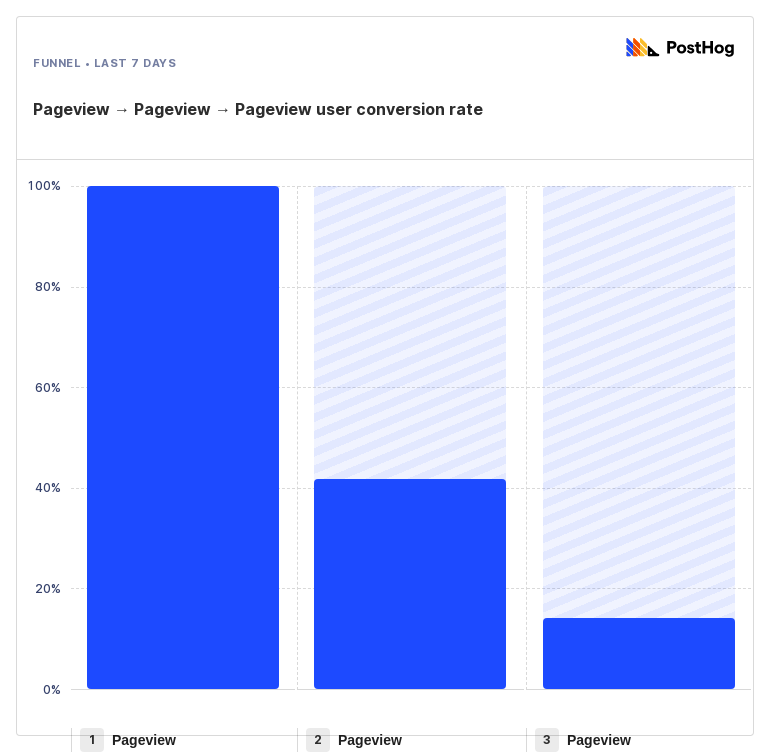 PostHog
FUNNEL • LAST 7 DAYS
Pageview → Pageview → Pageview user conversion rate
100%
80%
60%
40%
20%
0%
1 Pageview 2 Pageview 3 Pageview